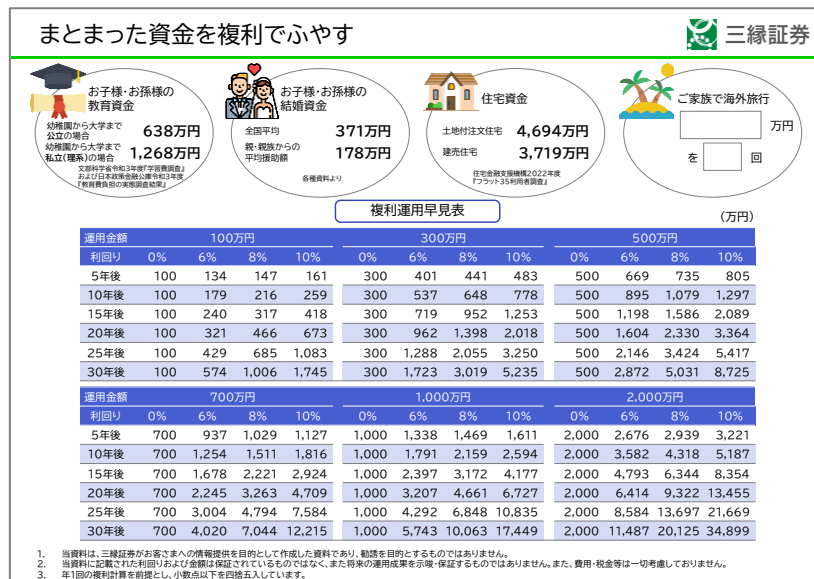 まとまった資金を複利でふやす
三縁証券
お子様・お孫様の
教育資金
幼稚園から大学まで
公立の場合 638万円
幼稚園から大学まで
私立(理系)の場合 1,268万円
文部科学省令和3年度『学習費調査』
および日本政策金融公庫令和3年度
『教育費負担の実態調査結果』
お子様・お孫様の
結婚資金
全国平均 371万円
親・親族からの
平均援助額 178万円
各種資料より
住宅資金
土地付注文住宅 4,694万円
建売住宅 3,719万円
住宅金融支援機構2022年度
『フラット35利用者調査』
ご家族で海外旅行
万円
を 回
複利運用早見表
(万円)
運用金額 100万円 300万円 500万円
利回り 0% 6% 8% 10% 0% 6% 8% 10% 0% 6% 8% 10%
5年後 100 134 147 161 300 401 441 483 500 669 735 805
10年後 100 179 216 259 300 537 648 778 500 895 1,079 1,297
15年後 100 240 317 418 300 719 952 1,253 500 1,198 1,586 2,089
20年後 100 321 466 673 300 962 1,398 2,018 500 1,604 2,330 3,364
25年後 100 429 685 1,083 300 1,288 2,055 3,250 500 2,146 3,424 5,417
30年後 100 574 1,006 1,745 300 1,723 3,019 5,235 500 2,872 5,031 8,725
運用金額 700万円 1,000万円 2,000万円
利回り 0% 6% 8% 10% 0% 6% 8% 10% 0% 6% 8% 10%
5年後 700 937 1,029 1,127 1,000 1,338 1,469 1,611 2,000 2,676 2,939 3,221
10年後 700 1,254 1,511 1,816 1,000 1,791 2,159 2,594 2,000 3,582 4,318 5,187
15年後 700 1,678 2,221 2,924 1,000 2,397 3,172 4,177 2,000 4,793 6,344 8,354
20年後 700 2,245 3,263 4,709 1,000 3,207 4,661 6,727 2,000 6,414 9,322 13,455
25年後 700 3,004 4,794 7,584 1,000 4,292 6,848 10,835 2,000 8,584 13,697 21,669
30年後 700 4,020 7,044 12,215 1,000 5,743 10,063 17,449 2,000 11,487 20,125 34,899
1. 当資料は、三縁証券がお客さまへの情報提供を目的として作成した資料であり、勧誘を目的とするものではありません。
2. 当資料に記載された利回りおよび金額は保証されているものではなく、また将来の運用成果を示唆・保証するものではありません。また、費用・税金等は一切考慮しておりません。
3. 年1回の複利計算を前提とし、小数点以下を四捨五入しています。